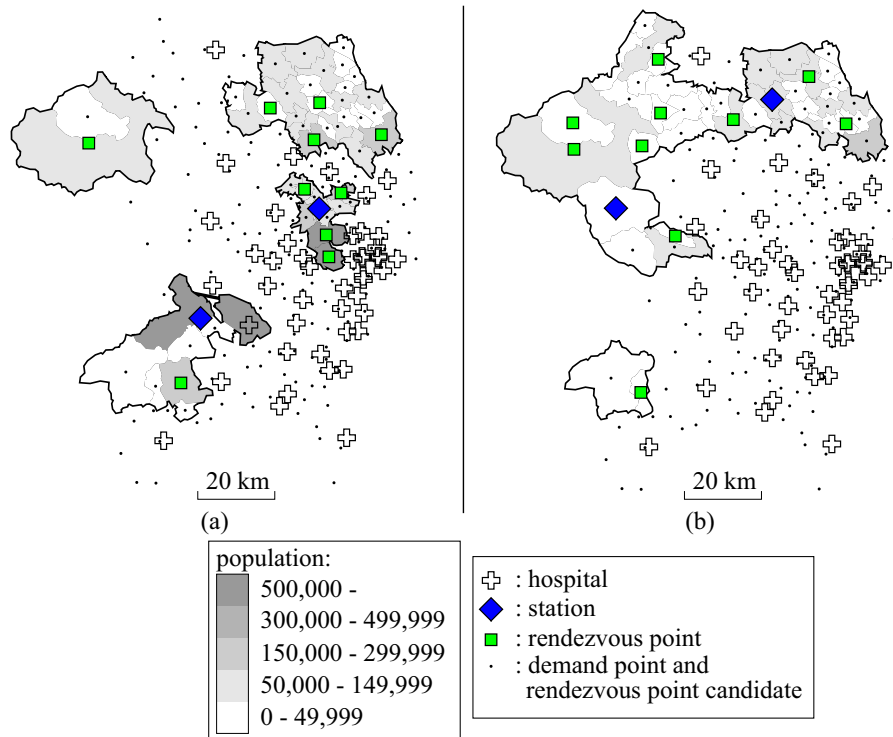 20 km
20 km
(a)
(b)
population:
500,000 -
300,000 - 499,999
150,000 - 299,999
50,000 - 149,999
0 - 49,999
: hospital
: station
: rendezvous point
: demand point and
rendezvous point candidate